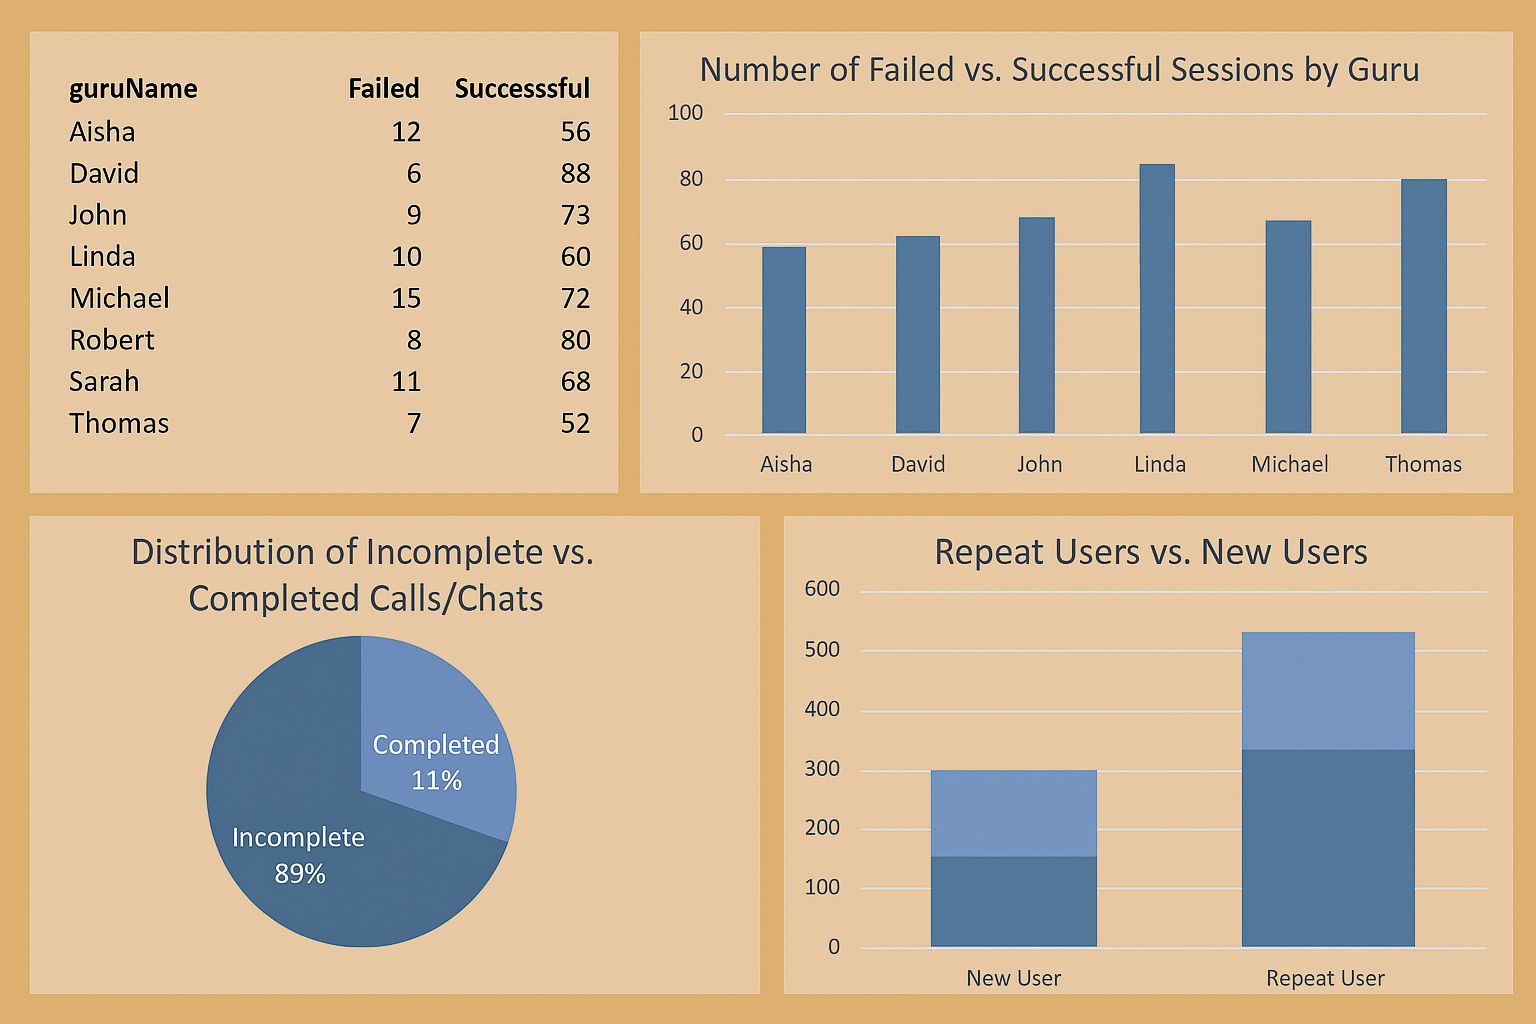 guruName Failed Successsful
Aisha 12 56
David 6 88
John 9 73
Linda 10 60
Michael 15 72
Robert 8 80
Sarah 11 68
Thomas 7 52
Number of Failed vs. Successful Sessions by Guru
100
80
60
40
20
0
Aisha David John Linda Michael Thomas
Distribution of Incomplete vs.
Completed Calls/Chats
Completed
11%
Incomplete
89%
Repeat Users vs. New Users
600
500
400
300
200
100
0
New User Repeat User